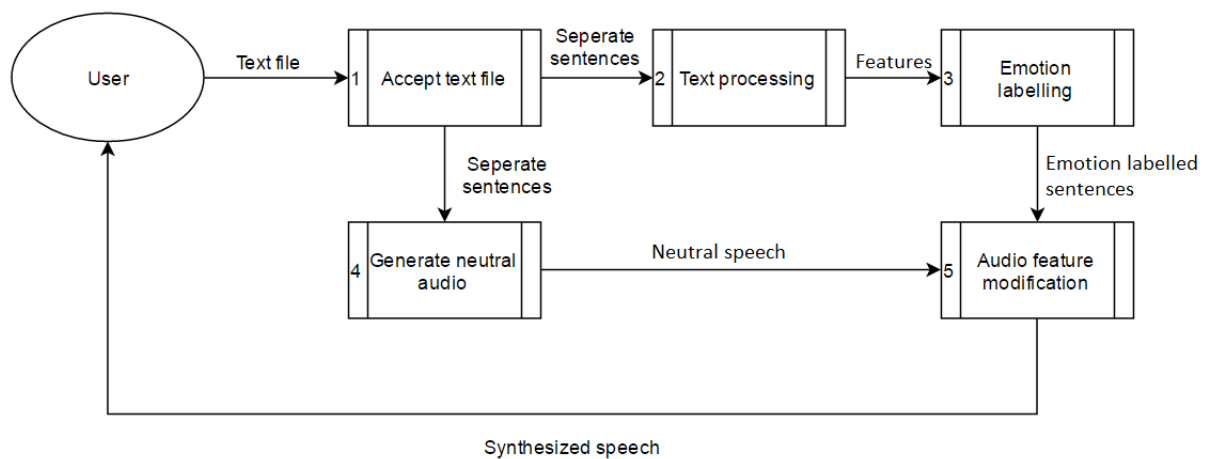 User
Text file
1
Accept text file
Seperate
sentences
2
Text processing
Features
3
Emotion
labelling
Seperate
sentences
Emotion labelled
sentences
4
Generate neutral
audio
Neutral speech
5
Audio feature
modification
Synthesized speech